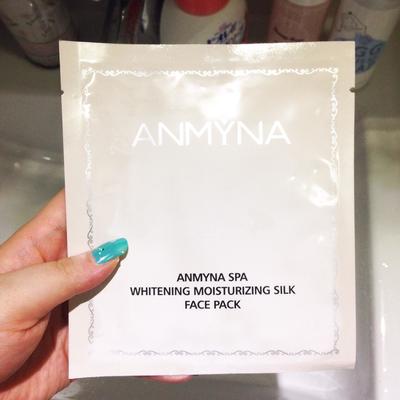 ANMYNA
ANMYNA SPA
WHITENING MOISTURIZING SILK
FACE PACK